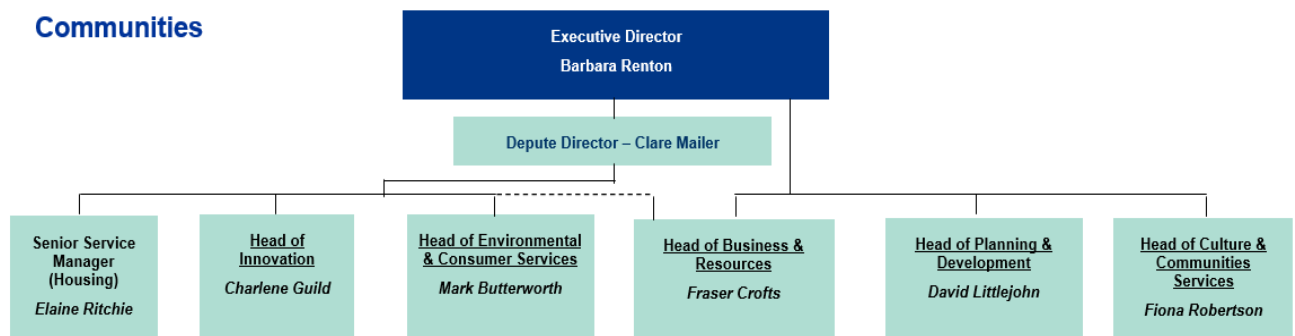 Communities
Executive Director
Barbara Renton
Depute Director – Clare Mailer
Senior Service
Manager
(Housing)
Elaine Ritchie
Head of
Innovation
Charlene Guild
Head of Environmental
& Consumer Services
Mark Butterworth
Head of Business &
Resources
Fraser Crofts
Head of Planning &
Development
David Littlejohn
Head of Culture &
Communities
Services
Fiona Robertson